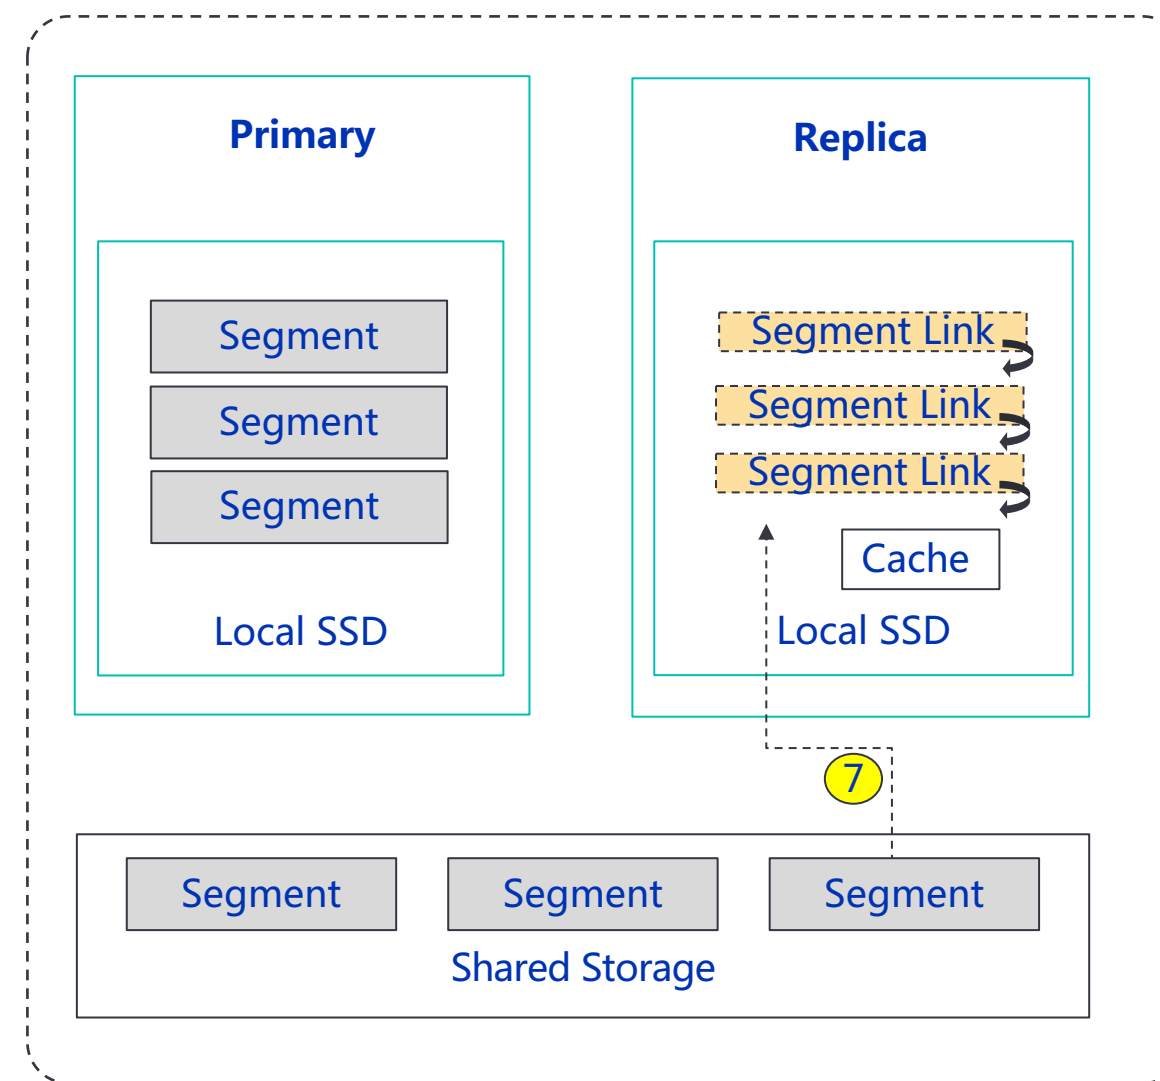 Primary
Segment
Segment
Segment
Local SSD
Replica
Segment Link
Segment Link
Segment Link
Cache
Local SSD
7
Segment
Segment
Segment
Shared Storage